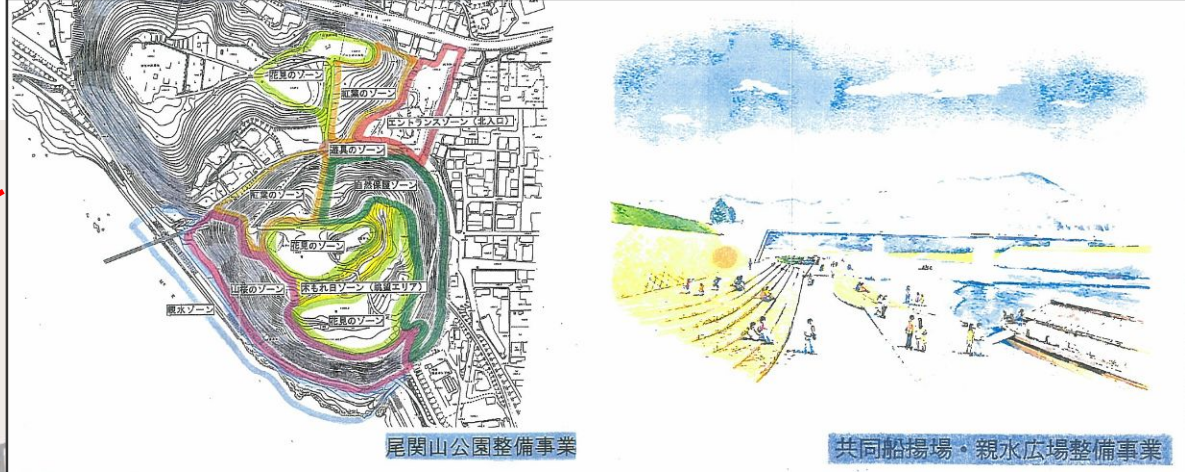 花見のゾーン
紅葉のゾーン
エントランスゾーン（北入口）
道具のゾーン
自然保護ゾーン
紅葉のゾーン
花見のゾーン
山桜のゾーン
木もれ日ゾーン（眺望エリア）
親水ゾーン
花見のゾーン
尾関山公園整備事業
共同船揚場・親水広場整備事業